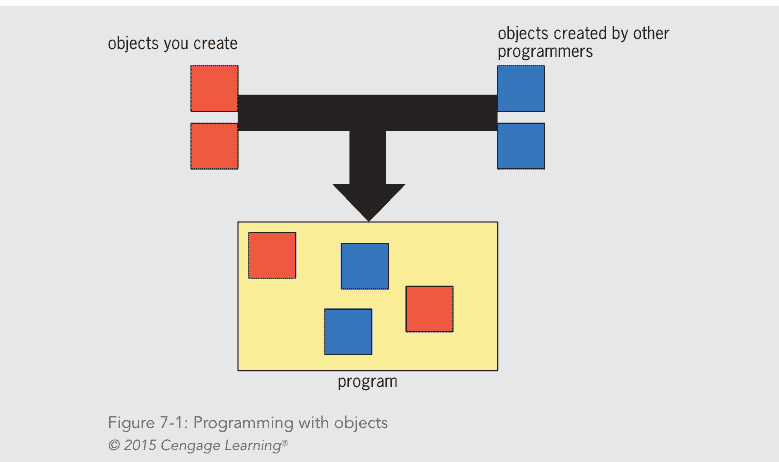 objects you create
objects created by other
programmers
program
Figure 7-1: Programming with objects
© 2015 Cengage Learning®